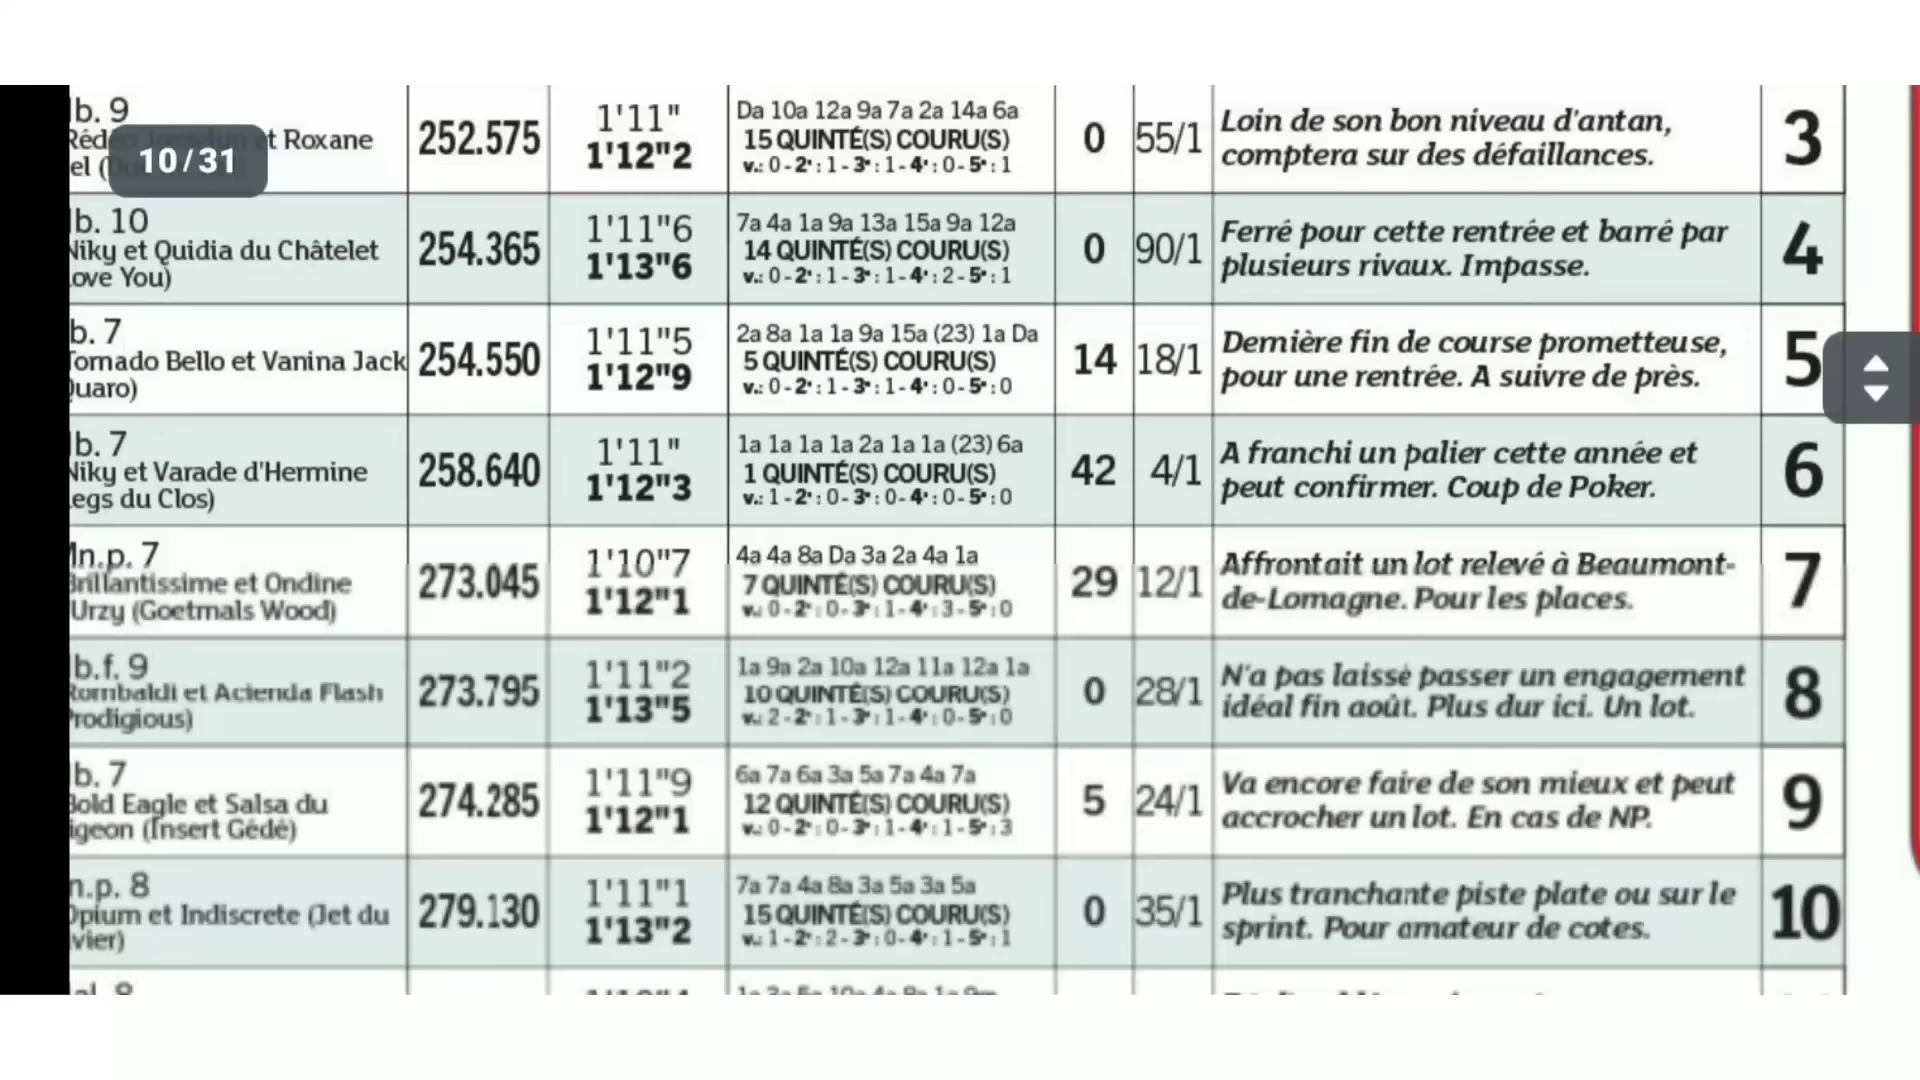 lb. 9
Rédéo Josselyn et Roxane
el (
252.575
1'11"
1'12"2
Da 10a 12a 9a 7a 2a 14a 6a
15 QUINTÉ(S) COURU(S)
v.: 0 - 2e : 1 - 3e : 1 - 4e : 0 - 5e : 1
0
55/1
Loin de son bon niveau d'antan,
comptera sur des défaillances.
3
10/31
lb. 10
Niky et Quidia du Châtelet
ove You)
254.365
1'11"6
1'13"6
7a 4a 1a 9a 13a 15a 9a 12a
14 QUINTÉ(S) COURU(S)
v.: 0 - 2e : 1 - 3e : 1 - 4e : 2 - 5e : 1
0
90/1
Ferré pour cette rentrée et barré par
plusieurs rivaux. Impasse.
4
b. 7
Tornado Bello et Vanina Jack
Quaro)
254.550
1'11"5
1'12"9
2a 8a 1a 1a 9a 15a (23) 1a Da
5 QUINTÉ(S) COURU(S)
v.: 0 - 2e : 1 - 3e : 1 - 4e : 0 - 5e : 0
14
18/1
Dernière fin de course prometteuse,
pour une rentrée. A suivre de près.
5
lb. 7
Niky et Varade d'Hermine
egs du Clos)
258.640
1'11"
1'12"3
1a 1a 1a 1a 2a 1a 1a (23) 6a
1 QUINTÉ(S) COURU(S)
v.: 1 - 2e : 0 - 3e : 0 - 4e : 0 - 5e : 0
42
4/1
A franchi un palier cette année et
peut confirmer. Coup de Poker.
6
n.p. 7
Brillantissime et Ondine
'Urzy (Goetmals Wood)
273.045
1'10"7
1'12"1
4a 4a 8a Da 3a 2a 4a 1a
7 QUINTÉ(S) COURU(S)
v.: 0 - 2e : 0 - 3e : 1 - 4e : 3 - 5e : 0
29
12/1
Affrontait un lot relevé à Beaumont-
de-Lomagne. Pour les places.
7
lb.f. 9
Rombaldi et Acienda Flash
Prodigious)
273.795
1'11"2
1'13"5
1a 9a 2a 10a 12a 11a 12a 1a
10 QUINTÉ(S) COURU(S)
v.: 2 - 2e : 1 - 3e : 1 - 4e : 0 - 5e : 0
0
28/1
N'a pas laissé passer un engagement
idéal fin août. Plus dur ici. Un lot.
8
b. 7
Bold Eagle et Salsa du
igeon (Insert Gédé)
274.285
1'11"9
1'12"1
6a 7a 6a 3a 5a 7a 4a 7a
12 QUINTÉ(S) COURU(S)
v.: 0 - 2e : 0 - 3e : 1 - 4e : 1 - 5e : 3
5
24/1
Va encore faire de son mieux et peut
accrocher un lot. En cas de NP.
9
n.p. 8
Opium et Indiscrete (Jet du
vier)
279.130
1'11"1
1'13"2
7a 7a 4a 8a 3a 5a 3a 5a
15 QUINTÉ(S) COURU(S)
v.: 1 - 2e : 2 - 3e : 0 - 4e : 1 - 5e : 1
0
35/1
Plus tranchante piste plate ou sur le
sprint. Pour amateur de cotes.
10